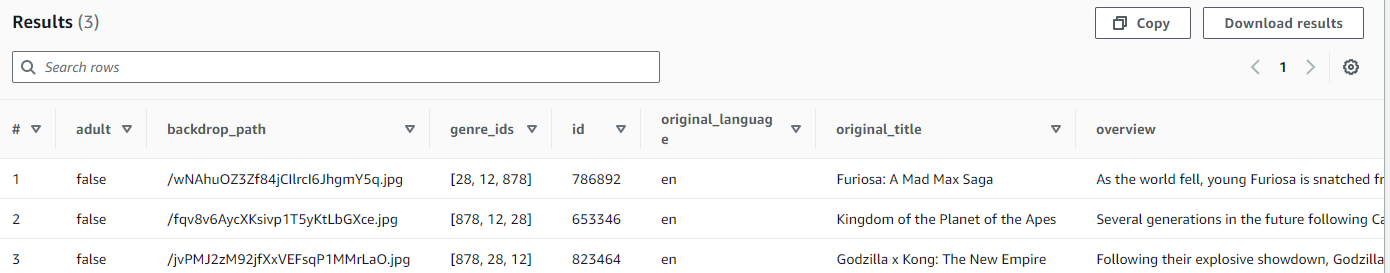 Results (3)
Copy
Download results
Search rows
1
# adult backdrop_path genre_ids id original_languag
e original_title overview
1 false /wNAhuOZ3Zf84jCIlrcI6JhgmY5q.jpg [28, 12, 878] 786892 en Furiosa: A Mad Max Saga As the world fell, young Furiosa is snatched fr
2 false /fqv8v6AycXKsivp1T5yKtLbGXce.jpg [878, 12, 28] 653346 en Kingdom of the Planet of the Apes Several generations in the future following Ca
3 false /jvPMJ2zM92jfXxVEFsqP1MMrLaO.jpg [878, 28, 12] 823464 en Godzilla x Kong: The New Empire Following their explosive showdown, Godzilla